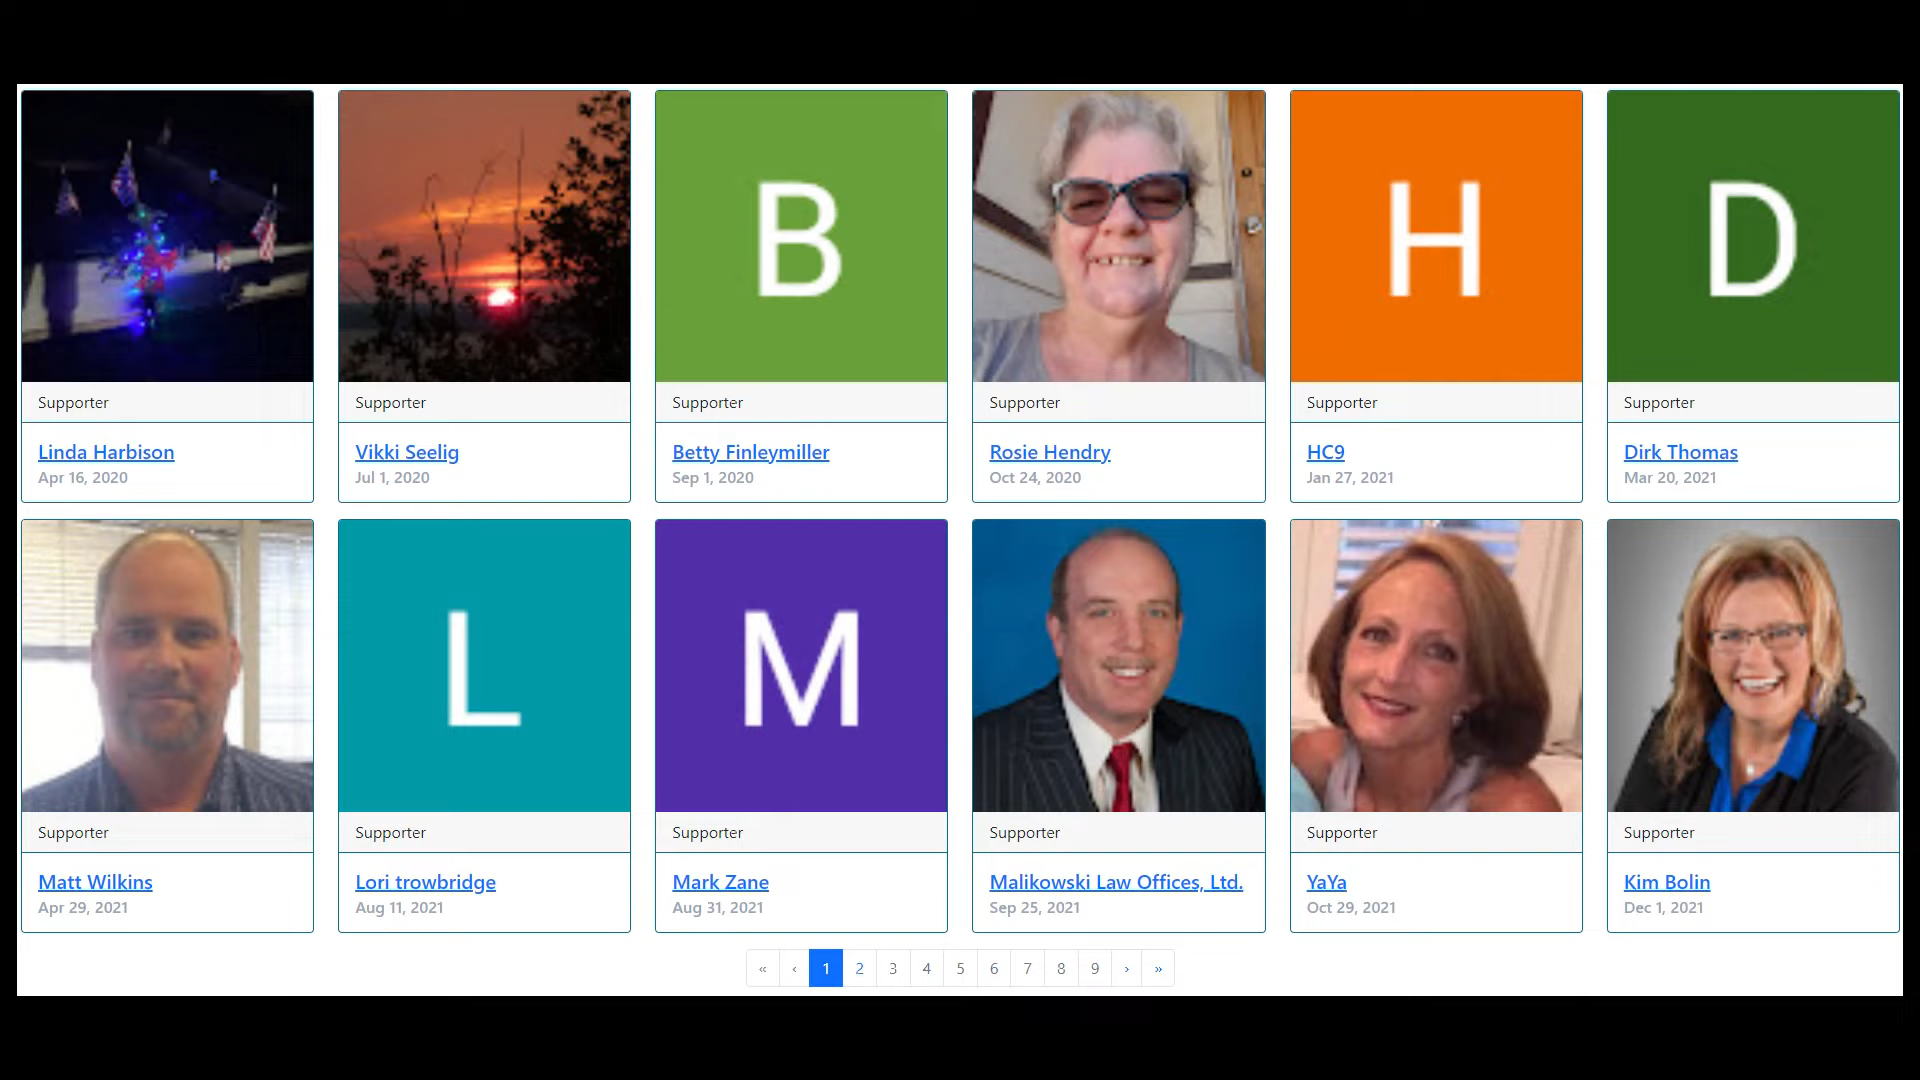 B
H
D
Supporter
Supporter
Supporter
Supporter
Supporter
Supporter
Linda Harbison
Vikki Seelig
Betty Finleymiller
Rosie Hendry
HC9
Dirk Thomas
Apr 16, 2020
Jul 1, 2020
Sep 1, 2020
Oct 24, 2020
Jan 27, 2021
Mar 20, 2021
L
M
Supporter
Supporter
Supporter
Supporter
Supporter
Supporter
Matt Wilkins
Lori trowbridge
Mark Zane
Malikowski Law Offices, Ltd.
YaYa
Kim Bolin
Apr 29, 2021
Aug 11, 2021
Aug 31, 2021
Sep 25, 2021
Oct 29, 2021
Dec 1, 2021
« ‹ 1 2 3 4 5 6 7 8 9 › »